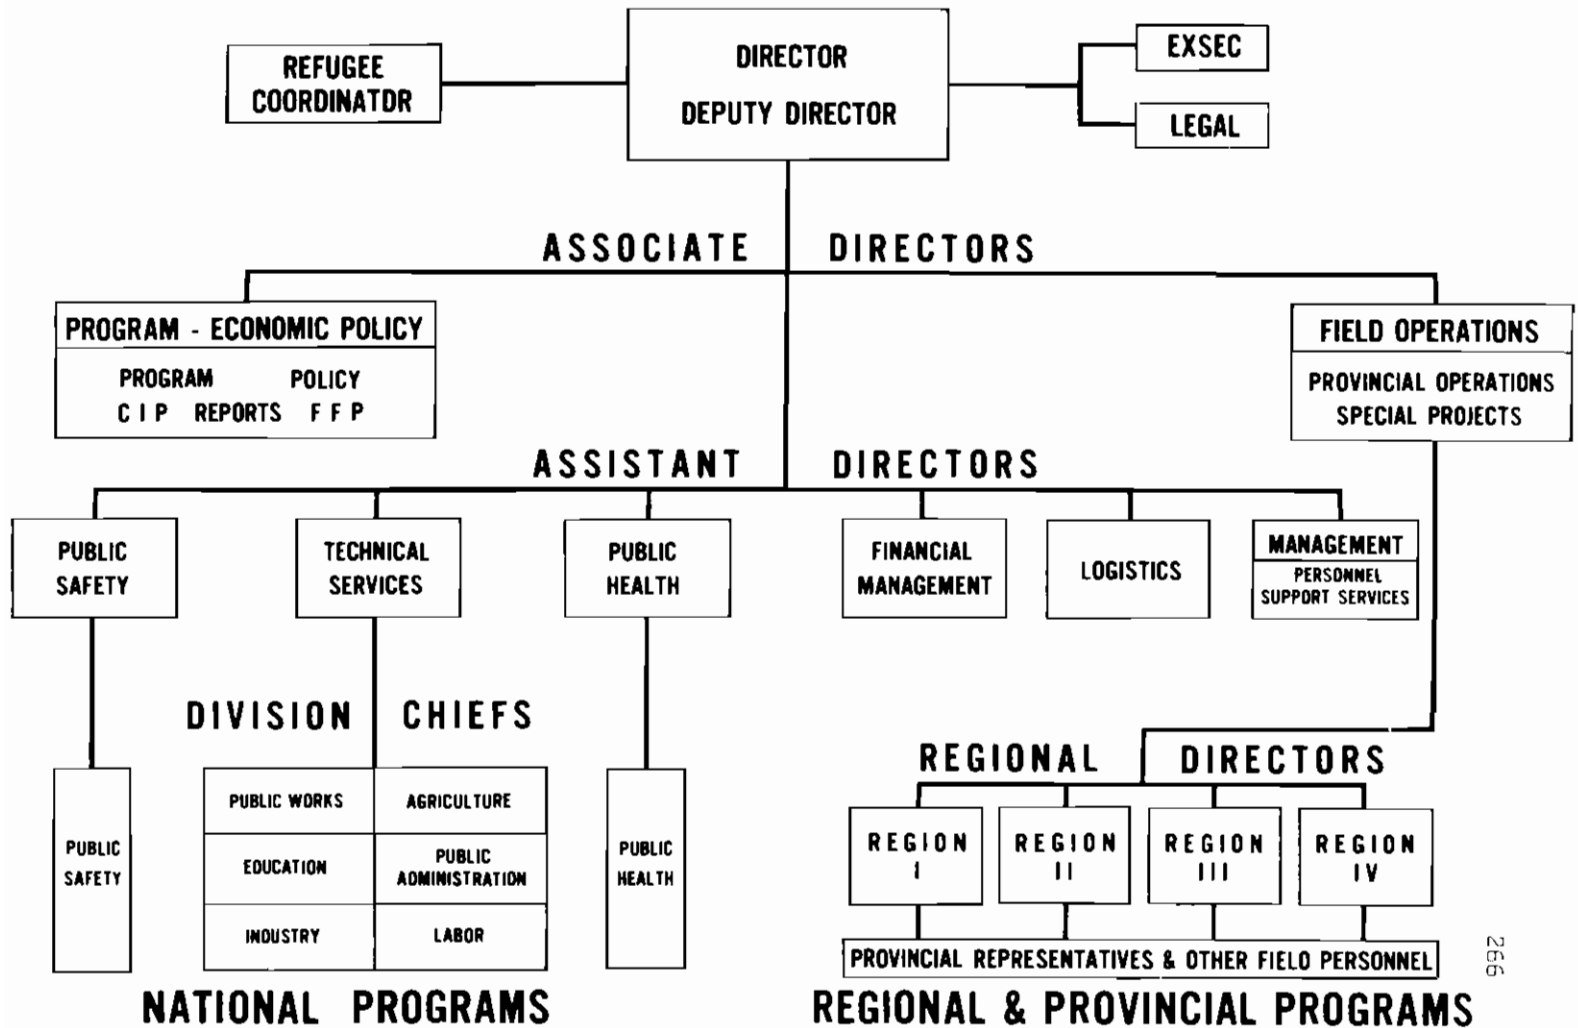 REFUGEE
COORDINATOR
DIRECTOR
DEPUTY DIRECTOR
EXSEC
LEGAL
ASSOCIATE DIRECTORS
PROGRAM - ECONOMIC POLICY
PROGRAM POLICY
C I P REPORTS F F P
FIELD OPERATIONS
PROVINCIAL OPERATIONS
SPECIAL PROJECTS
ASSISTANT DIRECTORS
PUBLIC
SAFETY
TECHNICAL
SERVICES
PUBLIC
HEALTH
FINANCIAL
MANAGEMENT
LOGISTICS
MANAGEMENT
PERSONNEL
SUPPORT SERVICES
DIVISION CHIEFS
PUBLIC
SAFETY
PUBLIC WORKS
AGRICULTURE
EDUCATION
PUBLIC
ADMINISTRATION
INDUSTRY
LABOR
PUBLIC
HEALTH
REGIONAL DIRECTORS
REGION
I
REGION
II
REGION
III
REGION
IV
PROVINCIAL REPRESENTATIVES & OTHER FIELD PERSONNEL
NATIONAL PROGRAMS
REGIONAL & PROVINCIAL PROGRAMS
266